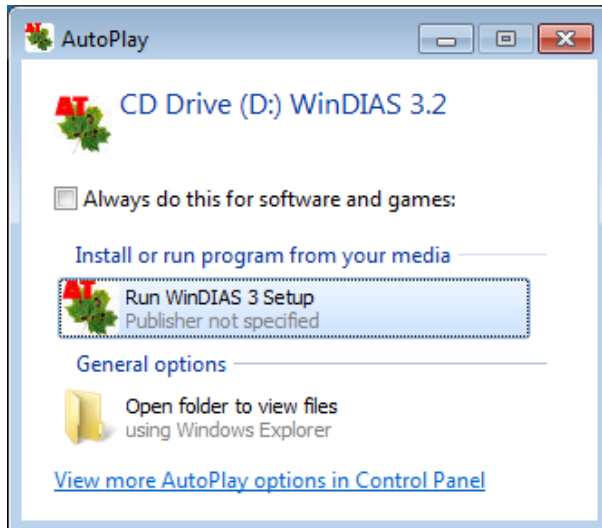 AutoPlay
AT
CD Drive (D:) WinDIAS 3.2
Always do this for software and games:
Install or run program from your media
AT
Run WinDIAS 3 Setup
Publisher not specified
General options
Open folder to view files
using Windows Explorer
View more AutoPlay options in Control Panel